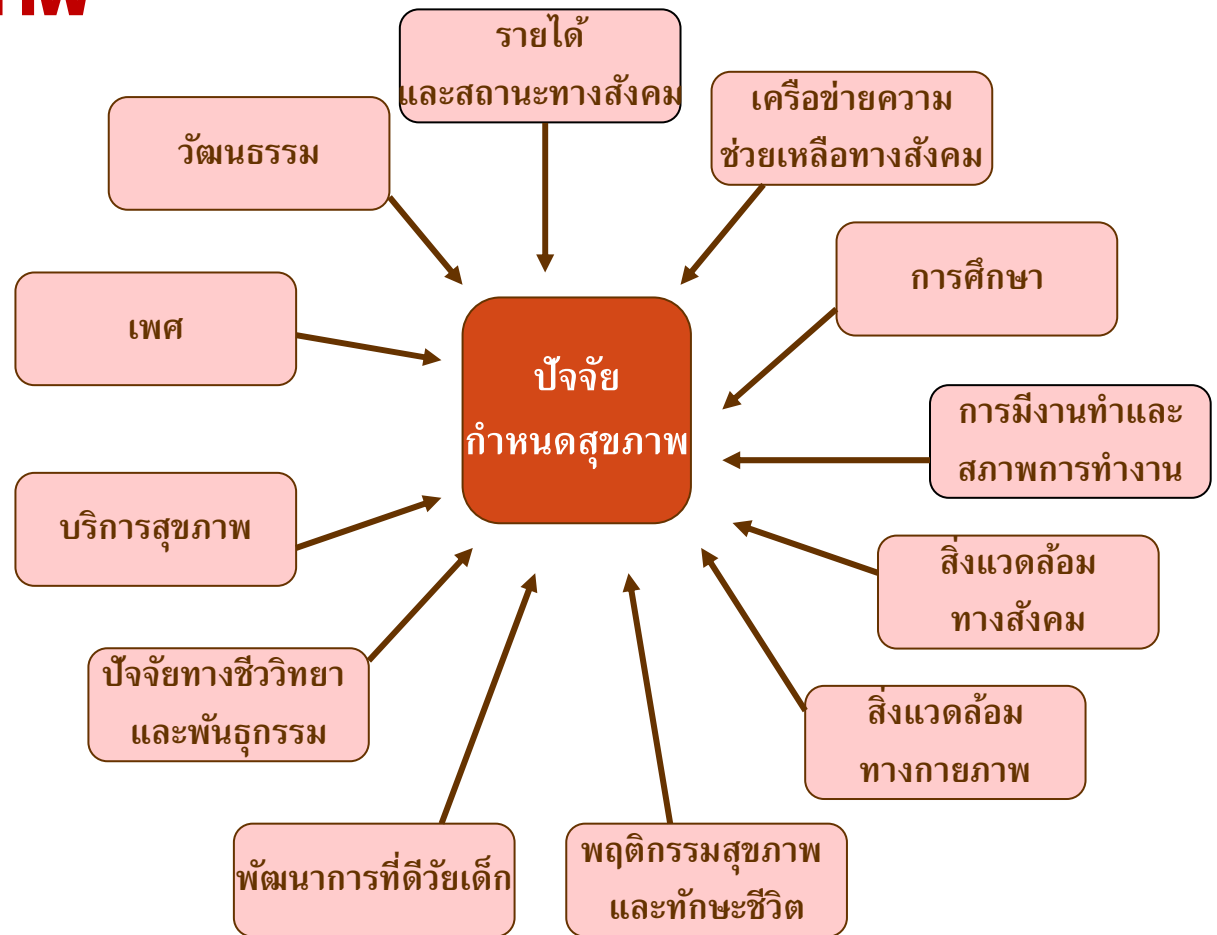 รายได้
และสถานะทางสังคม
เครือข่ายความ
ช่วยเหลือทางสังคม
วัฒนธรรม
การศึกษา
เพศ
ปัจจัย
กำหนดสุขภาพ
การมีงานทำและ
สภาพการทำงาน
บริการสุขภาพ
สิ่งแวดล้อม
ทางสังคม
ปัจจัยทางชีววิทยา
และพันธุกรรม
สิ่งแวดล้อม
ทางกายภาพ
พัฒนาการที่ดีวัยเด็ก
พฤติกรรมสุขภาพ
และทักษะชีวิต